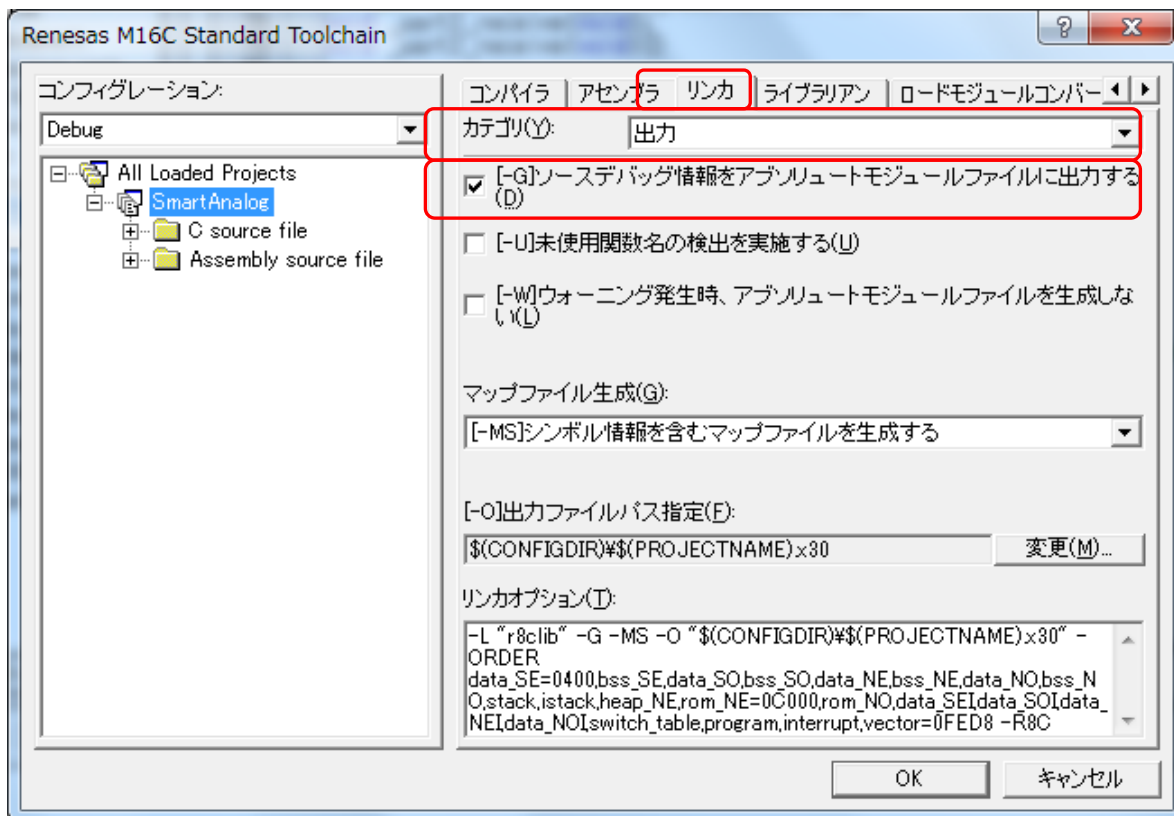 Renesas M16C Standard Toolchain
コンフィグレーション:
Debug
All Loaded Projects
SmartAnalog
C source file
Assembly source file
コンパイラ アセンブラ リンカ ライブラリアン ロードモジュールコンバー
カテゴリ(Y): 出力
[-G]ソースデバッグ情報をアブソリュートモジュールファイルに出力する
(D)
[-U]未使用関数名の検出を実施する(U)
[-W]ウォーニング発生時、アブソリュートモジュールファイルを生成しな
い(L)
マップファイル生成(G):
[-MS]シンボル情報を含むマップファイルを生成する
[-O]出力ファイルパス指定(F):
$(CONFIGDIR)¥$(PROJECTNAME).x30
変更(M)...
リンカオプション(T):
-L "r8clib" -G -MS -O "$(CONFIGDIR)¥$(PROJECTNAME).x30" -
ORDER
data_SE=0400,bss_SE,data_SO,bss_SO,data_NE,bss_NE,data_NO,bss_N
O,stack,istack,heap_NE,rom_NE=0C000,rom_NO,data_SEI,data_SOI,data_
NEI,data_NOI,switch_table,program,interrupt,vector=0FED8 -R8C
OK
キャンセル